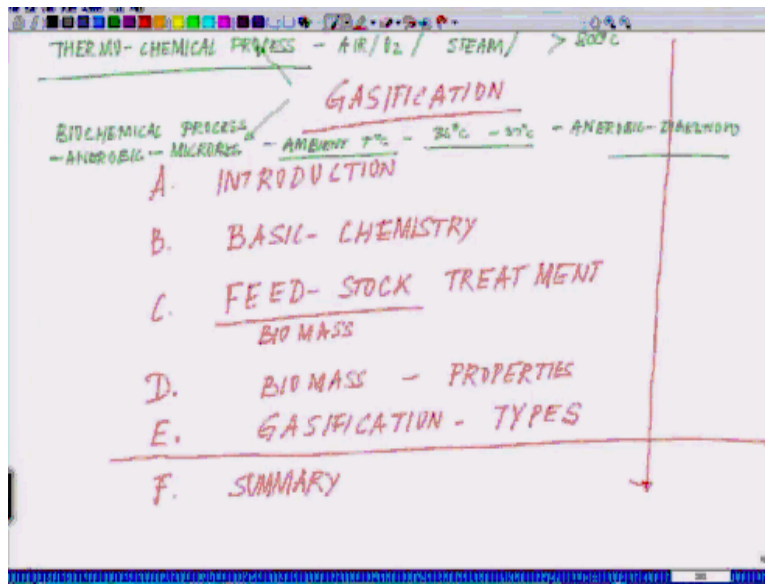 THERMO-CHEMICAL PROCESS - AIR/O2/ STEAM/ > 800°C
GASIFICATION
BIOCHEMICAL PROCESS
-ANEROBIC- MICROBES - AMBIENT T°C - - 37°C - ANEROBIC-
A. INTRODUCTION
B. BASIC- CHEMISTRY
C. FEED-STOCK TREATMENT
BIOMASS
D. BIOMASS - PROPERTIES
E. GASIFICATION - TYPES
F. SUMMARY